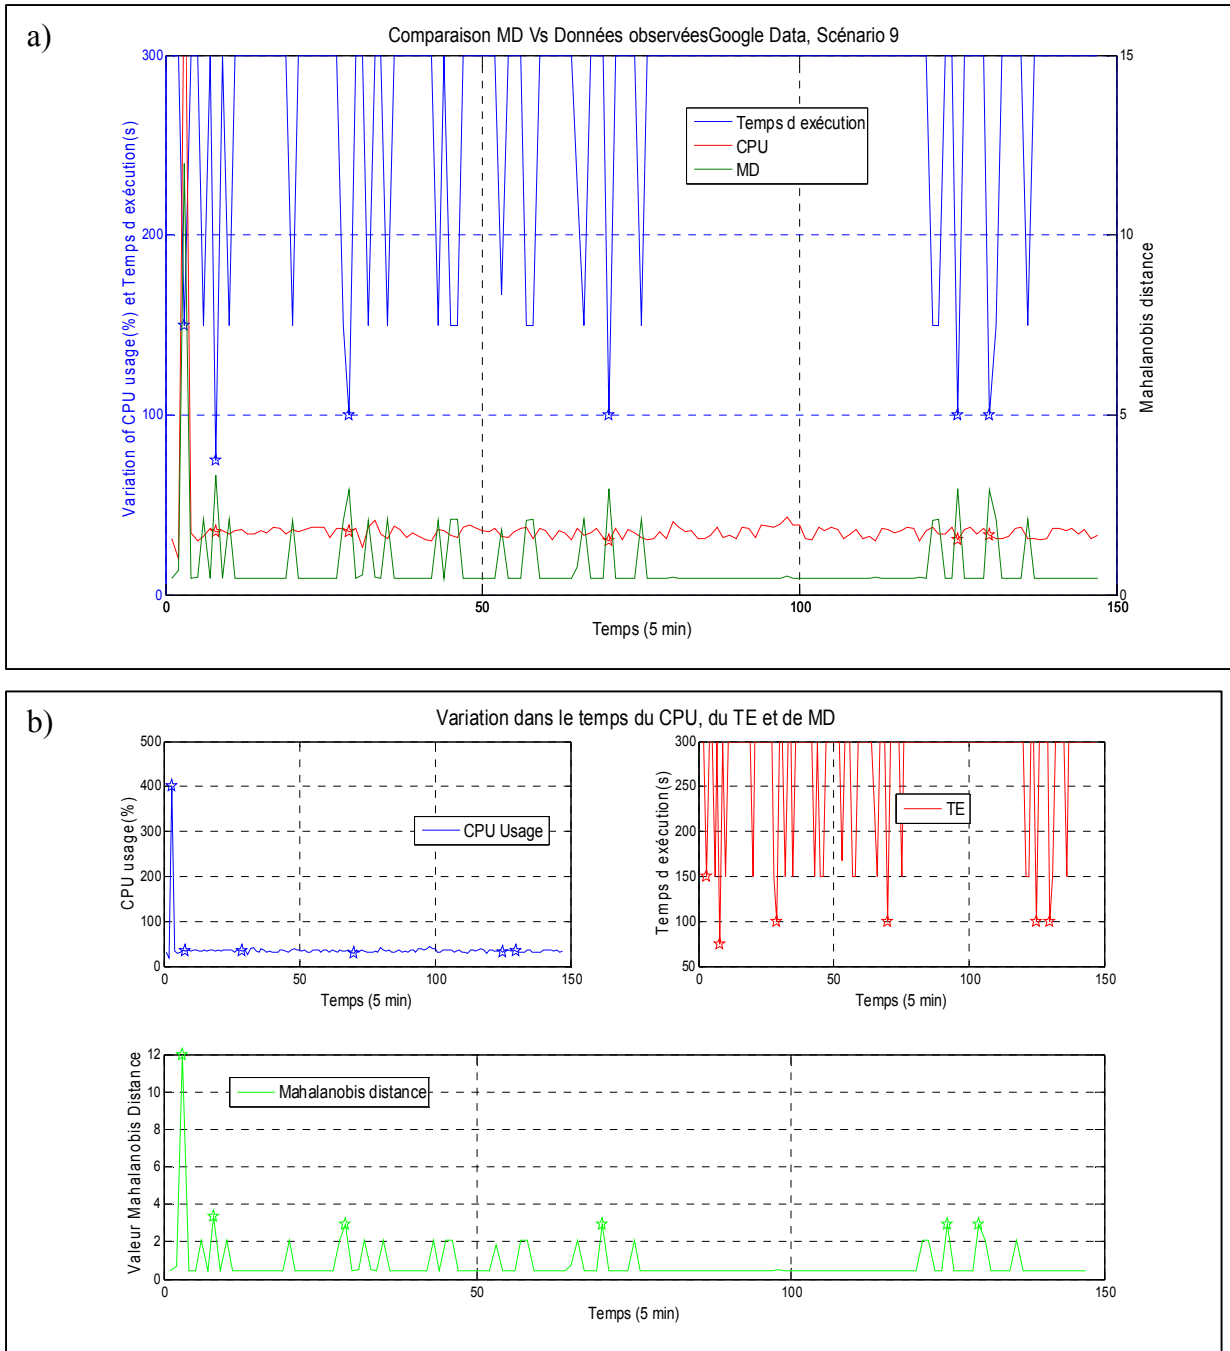 a)
Comparaison MD Vs Données observéesGoogle Data, Scénario 9
Variation of CPU usage(%) et Temps d exécution(s)
300
200
100
0
15
10
5
0
Mahalanobis distance
Temps d exécution
CPU
MD
0
50
100
150
Temps (5 min)
b)
Variation dans le temps du CPU, du TE et de MD
CPU usage(%)
500
400
300
200
100
0
CPU Usage
0
50
100
150
Temps (5 min)
Temps d exécution(s)
300
250
200
150
100
50
TE
0
50
100
150
Temps (5 min)
Valeur Mahalanobis Distance
12
10
8
6
4
2
0
Mahalanobis distance
0
50
100
150
Temps (5 min)